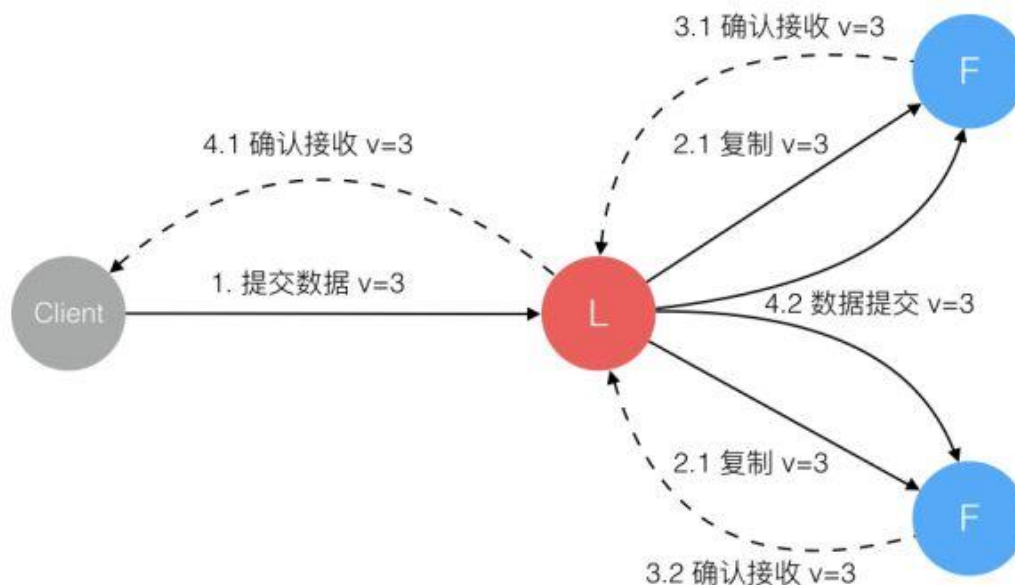 3.1 确认接收 v=3
F
4.1 确认接收 v=3
2.1 复制 v=3
1. 提交数据 v=3
Client
L
4.2 数据提交 v=3
2.1 复制 v=3
F
3.2 确认接收 v=3